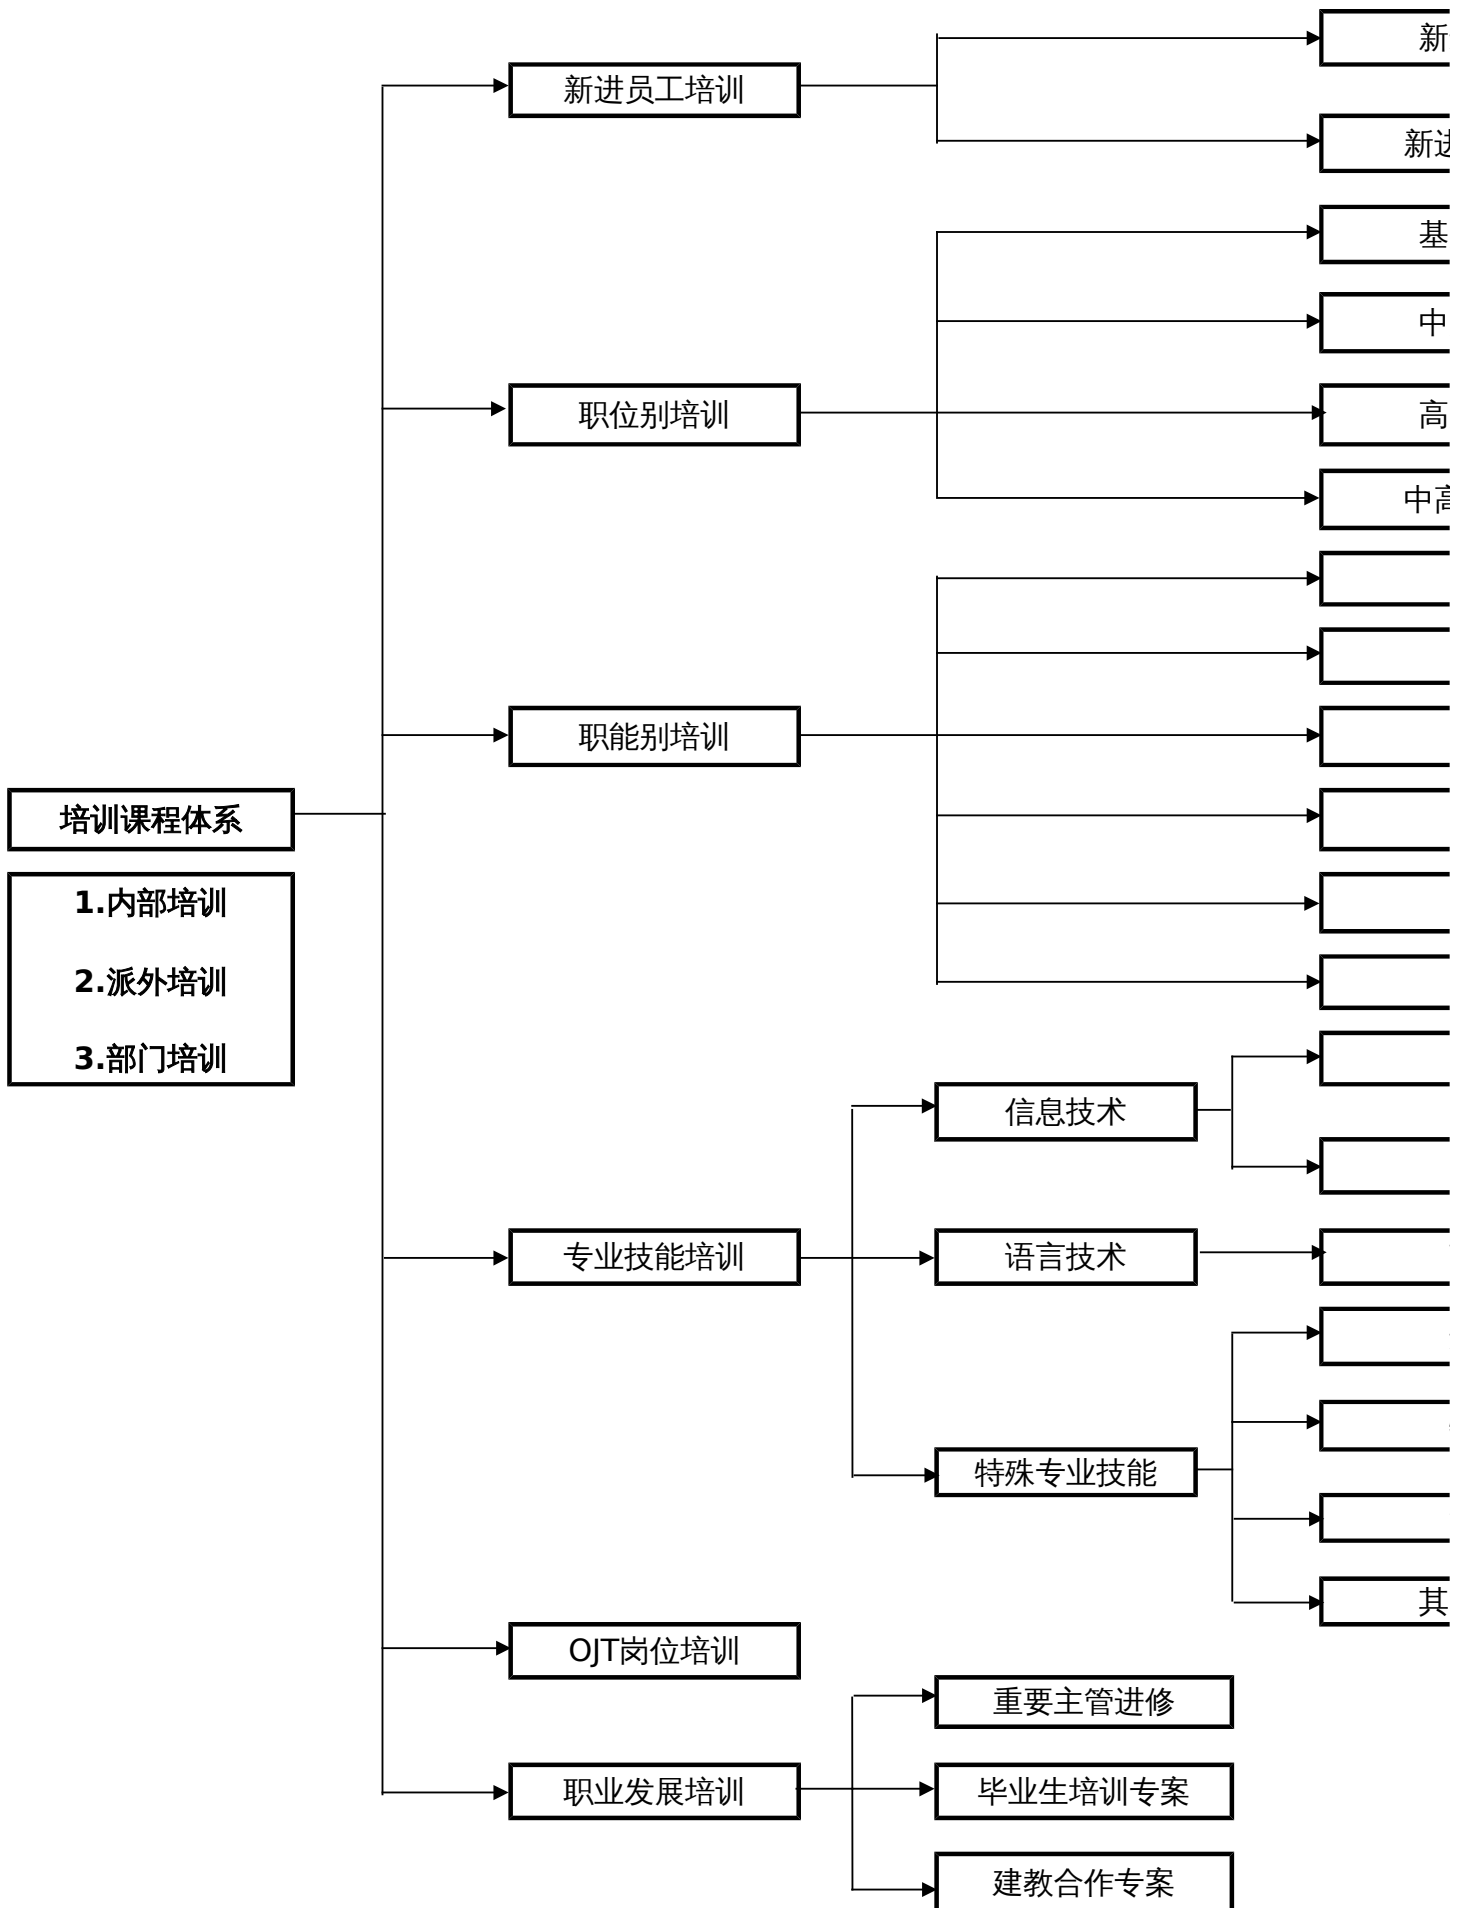 新
新进员工培训
新进
基
中
职位别培训
高
中高
职能别培训
培训课程体系
1.内部培训
2.派外培训
3.部门培训
信息技术
专业技能培训
语言技术
特殊专业技能
其
OJT岗位培训
重要主管进修
职业发展培训
毕业生培训专案
建教合作专案